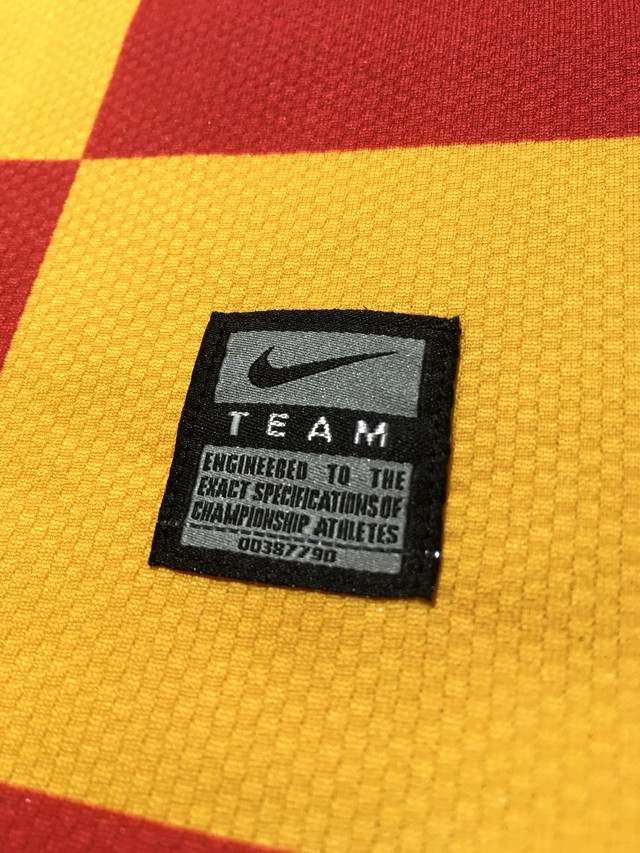 TEAM
ENGINEERED TO THE
EXACT SPECIFICATIONS OF
CHAMPIONSHIP ATHLETES
00387790